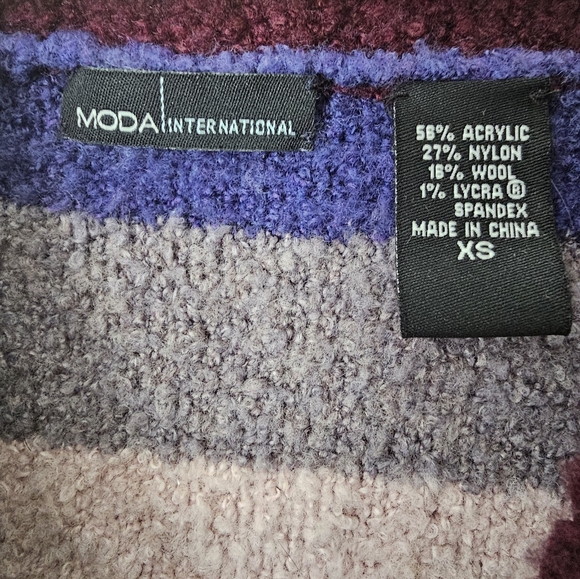 MODA INTERNATIONAL
56% ACRYLIC
27% NYLON
16% WOOL
1% LYCRA ®
SPANDEX
MADE IN CHINA
XS